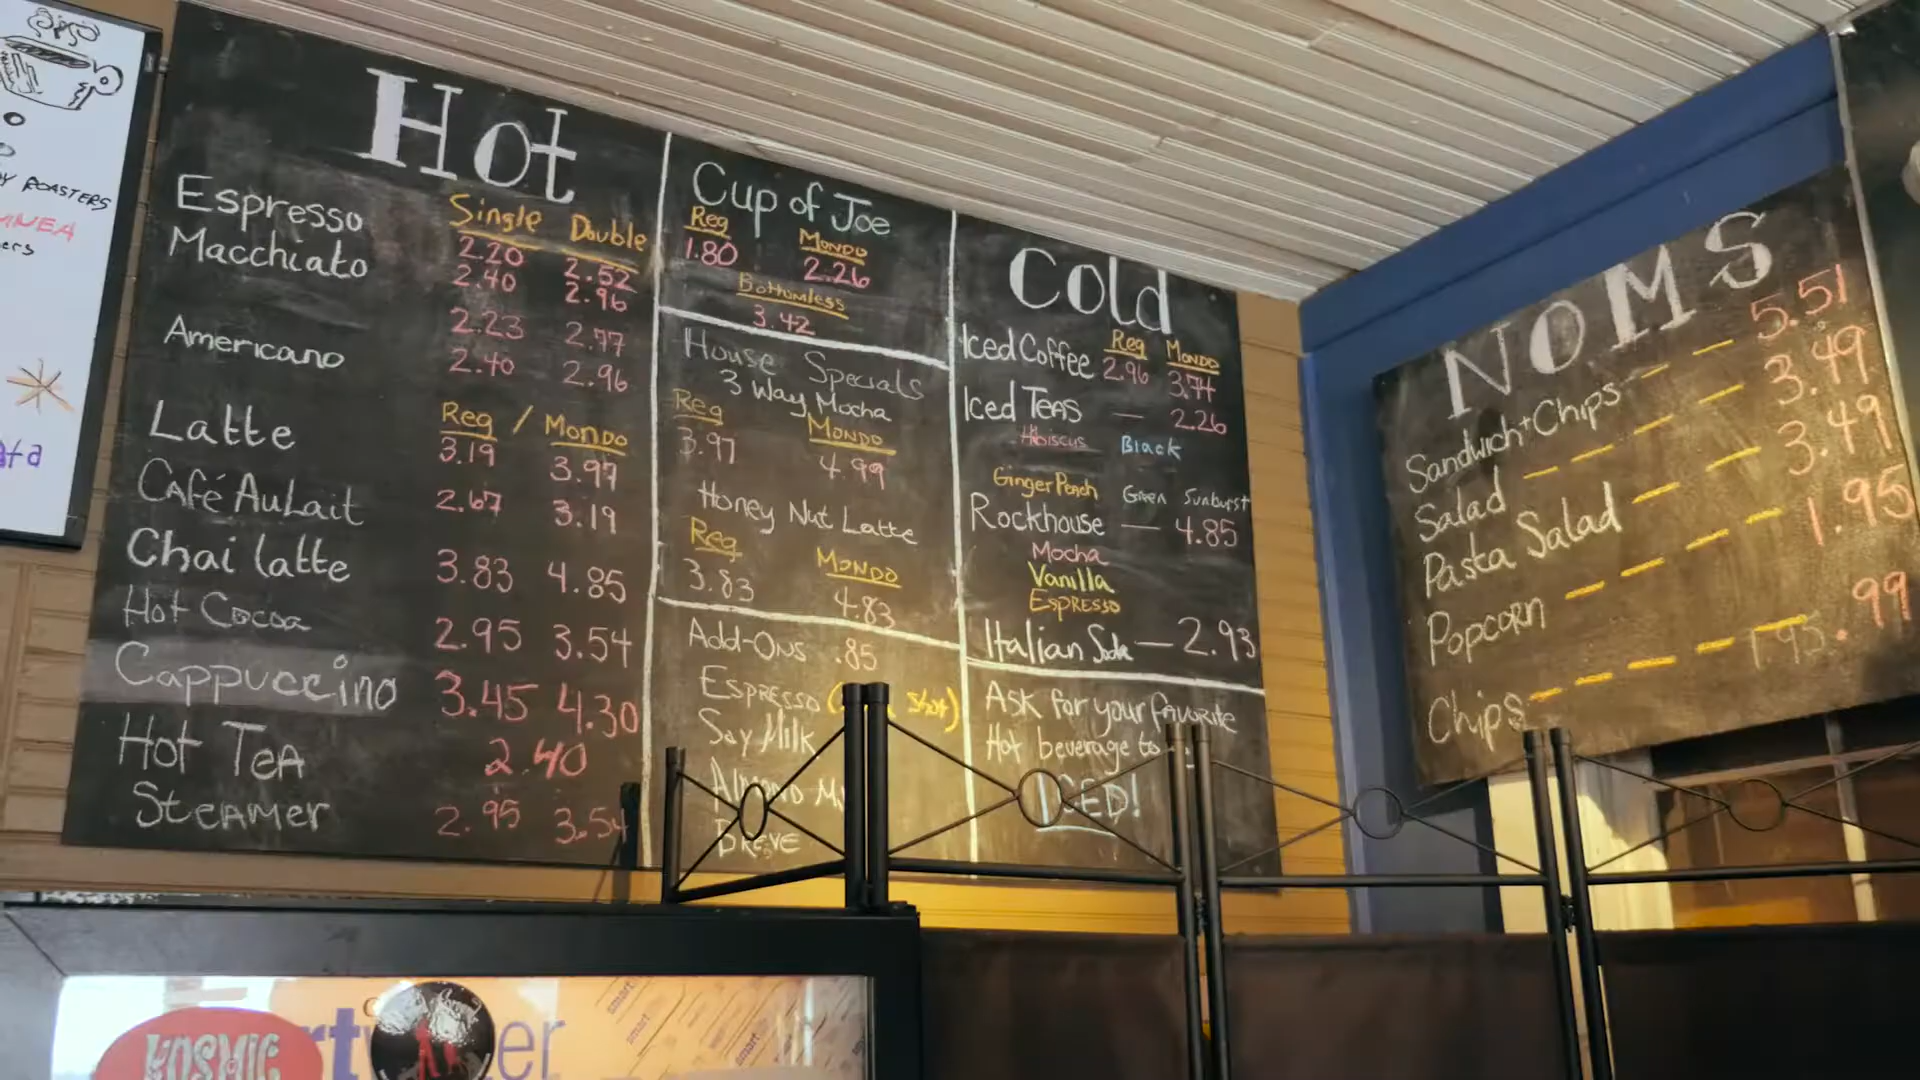 OY ROASTERS
Hot
Single Double
Espresso 2.20 2.52
Macchiato 2.40 2.96
2.23 2.77
Americano 2.40 2.96
Reg / Mondo
Latte 3.19 3.97
Café AuLait 2.67 3.19
Chai latte 3.83 4.85
Hot Cocoa 2.95 3.54
Cappuccino 3.45 4.30
Hot TeA 2.40
SteAmer 2.95 3.54
Cup of Joe
Reg Mondo
1.80 2.26
Bottomless
3.42
House Specials
3 Way Mocha
Reg Mondo
3.97 4.99
Honey Nut Latte
Reg Mondo
3.83 4.83
Add-Ons .85
Espresso ( shot)
Soy Milk
Almond
Breve
Cold
Reg Mondo
Iced Coffee 2.96 3.74
Iced TeAs — 2.26
Hibiscus Black
Ginger Peach Green Sunburst
Rockhouse — 4.85
Mocha
Vanilla
Espresso
Italian Soda — 2.93
Ask for your favorite
Hot beverage to
ICED!
NOMS
Sandwich+Chips 5.51
Salad 3.49
Pasta Salad 3.49
Popcorn 1.95
Chips .99
KOSMIC
smart
smart
smart